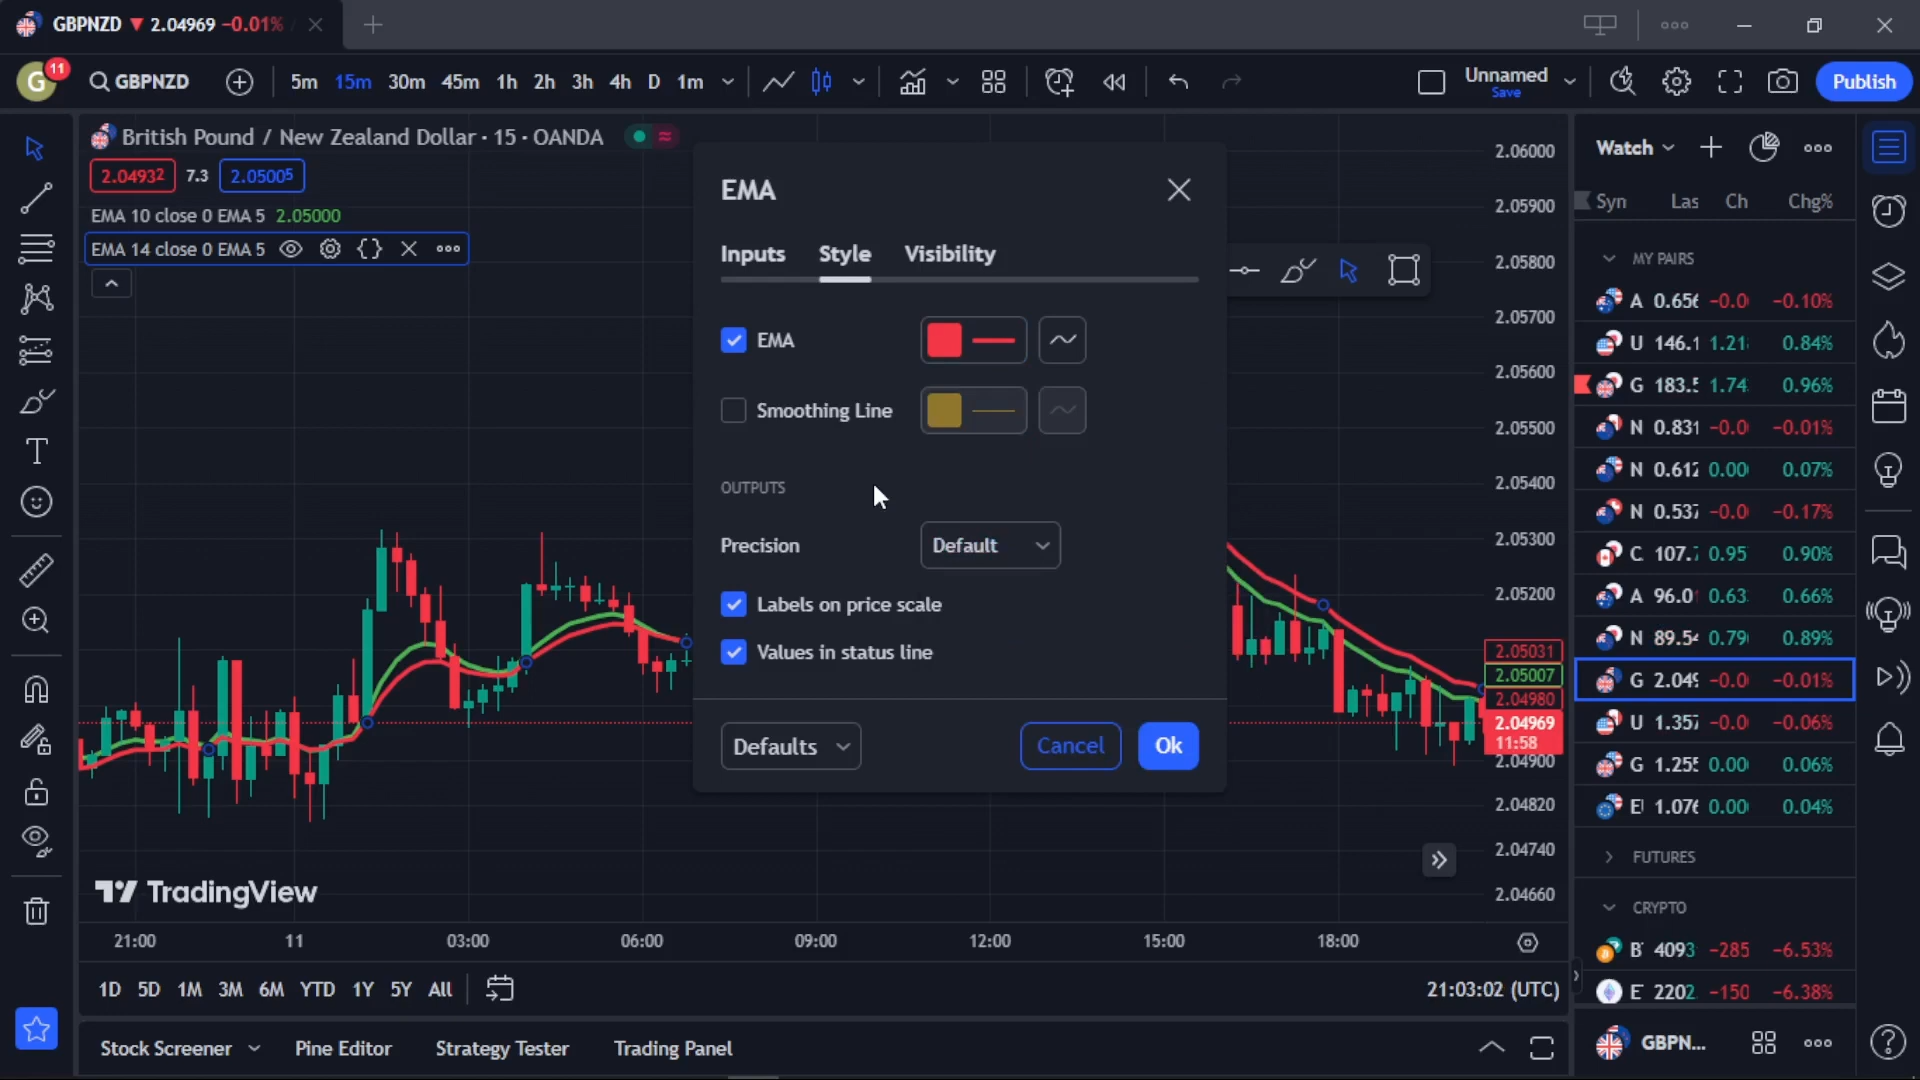 GBPNZD ▼ 2.04969 -0.01% /
G 11 GBPNZD 5m 15m 30m 45m 1h 2h 3h 4h D 1m Unnamed Save Publish
British Pound / New Zealand Dollar · 15 · OANDA
2.04932 7.3 2.05005
EMA 10 close 0 EMA 5 2.05000
EMA 14 close 0 EMA 5
EMA
Inputs Style Visibility
EMA
Smoothing Line
OUTPUTS
Precision Default
Labels on price scale
Values in status line
Defaults Cancel Ok
2.06000
2.05900
2.05800
2.05700
2.05600
2.05500
2.05400
2.05300
2.05200
2.05031
2.05007
2.04980
2.04969
11:58
2.04900
2.04820
2.04740
2.04660
TradingView
21:00 11 03:00 06:00 09:00 12:00 15:00 18:00
1D 5D 1M 3M 6M YTD 1Y 5Y All 21:03:02 (UTC)
Stock Screener Pine Editor Strategy Tester Trading Panel
Watch
Syn Las Ch Chg%
MY PAIRS
A 0.656 -0.0 -0.10%
U 146.1 1.21 0.84%
G 183.5 1.74 0.96%
N 0.831 -0.0 -0.01%
N 0.612 0.00 0.07%
N 0.537 -0.0 -0.17%
C 107.7 0.95 0.90%
A 96.0 0.63 0.66%
N 89.54 0.79 0.89%
G 2.049 -0.0 -0.01%
U 1.357 -0.0 -0.06%
G 1.255 0.00 0.06%
E 1.076 0.00 0.04%
FUTURES
CRYPTO
B 4093 -285 -6.53%
E 2202 -150 -6.38%
GBPN...